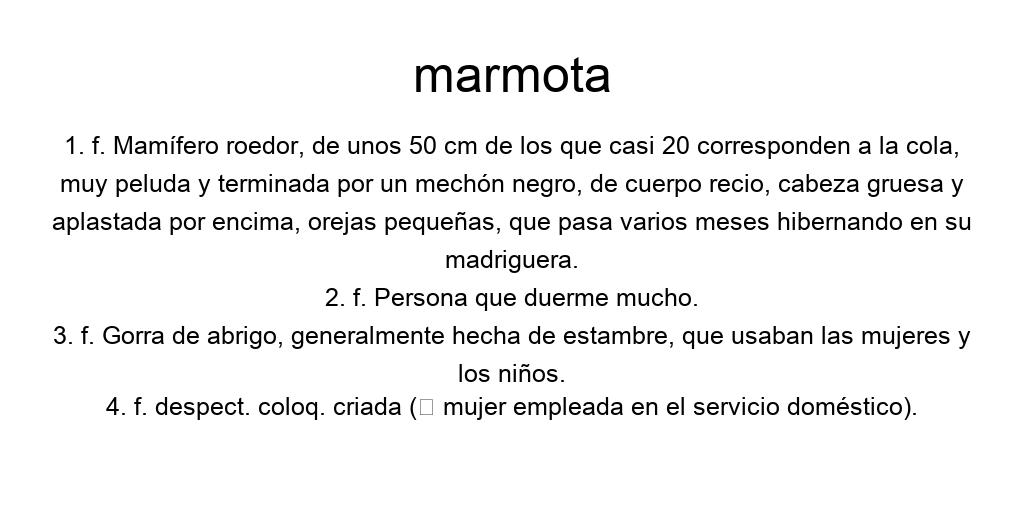 marmota
1. f. Mamífero roedor, de unos 50 cm de los que casi 20 corresponden a la cola,
muy peluda y terminada por un mechón negro, de cuerpo recio, cabeza gruesa y
aplastada por encima, orejas pequeñas, que pasa varios meses hibernando en su
madriguera.
2. f. Persona que duerme mucho.
3. f. Gorra de abrigo, generalmente hecha de estambre, que usaban las mujeres y
los niños.
4. f. despect. coloq. criada (▯ mujer empleada en el servicio doméstico).